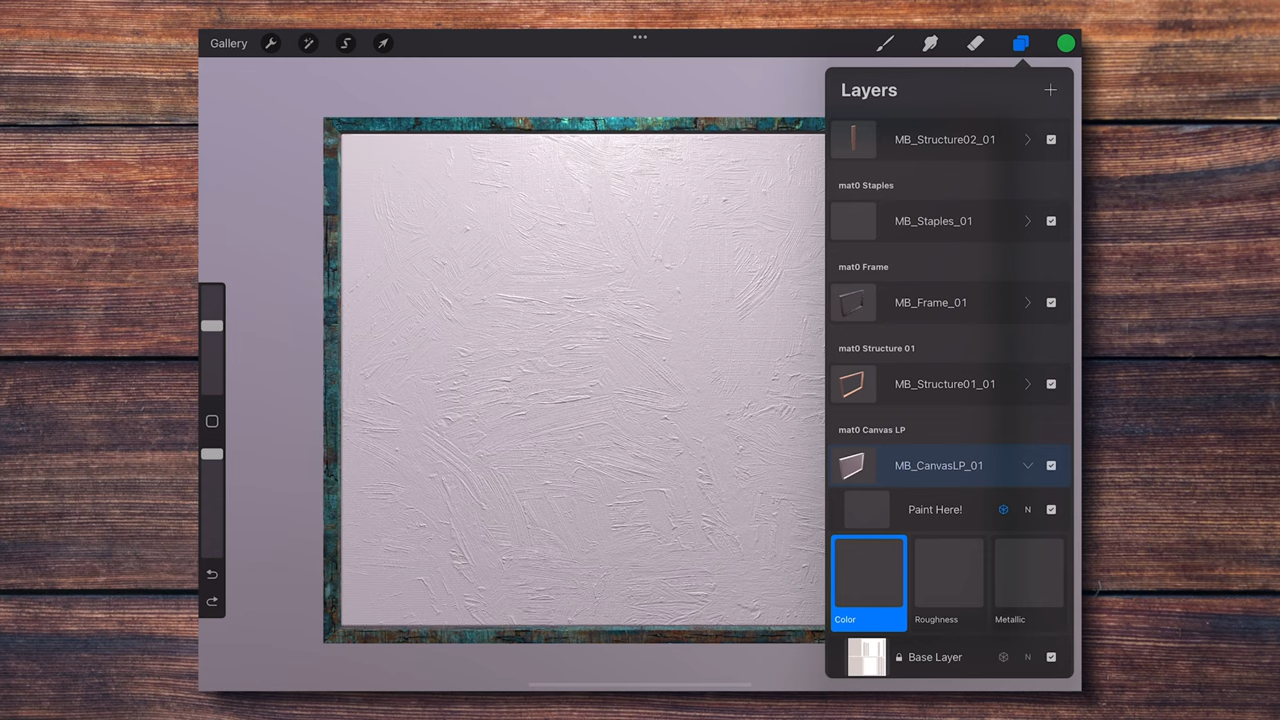 Gallery
Layers
MB_Structure02_01
mat0 Staples
MB_Staples_01
mat0 Frame
MB_Frame_01
mat0 Structure 01
MB_Structure01_01
mat0 Canvas LP
MB_CanvasLP_01
Paint Here! N
Color Roughness Metallic
Base Layer N